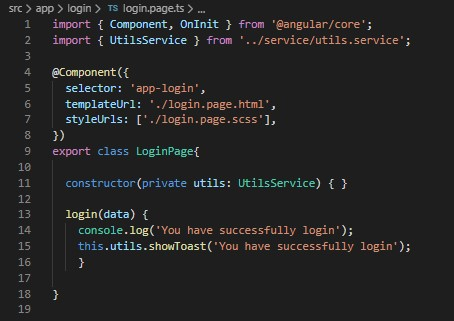 src > app > login > TS login.page.ts > ...
1 import { Component, OnInit } from '@angular/core';
2 import { UtilsService } from '../service/utils.service';
3
4 @Component({
5   selector: 'app-login',
6   templateUrl: './login.page.html',
7   styleUrls: ['./login.page.scss'],
8 })
9 export class LoginPage{
10
11   constructor(private utils: UtilsService) { }
12
13   login(data) {
14     console.log('You have successfully login');
15     this.utils.showToast('You have successfully login');
16     }
17
18 }
19